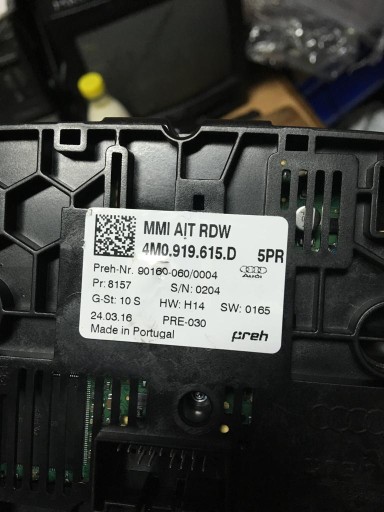 MMI A|T RDW
4M0.919.615.D 5PR
Preh-Nr. 90160-060/0004
Audi
Pr: 8157 S/N: 0204
G-St: 10 S HW: H14 SW: 0165
24.03.16 PRE-030
Made in Portugal
preh